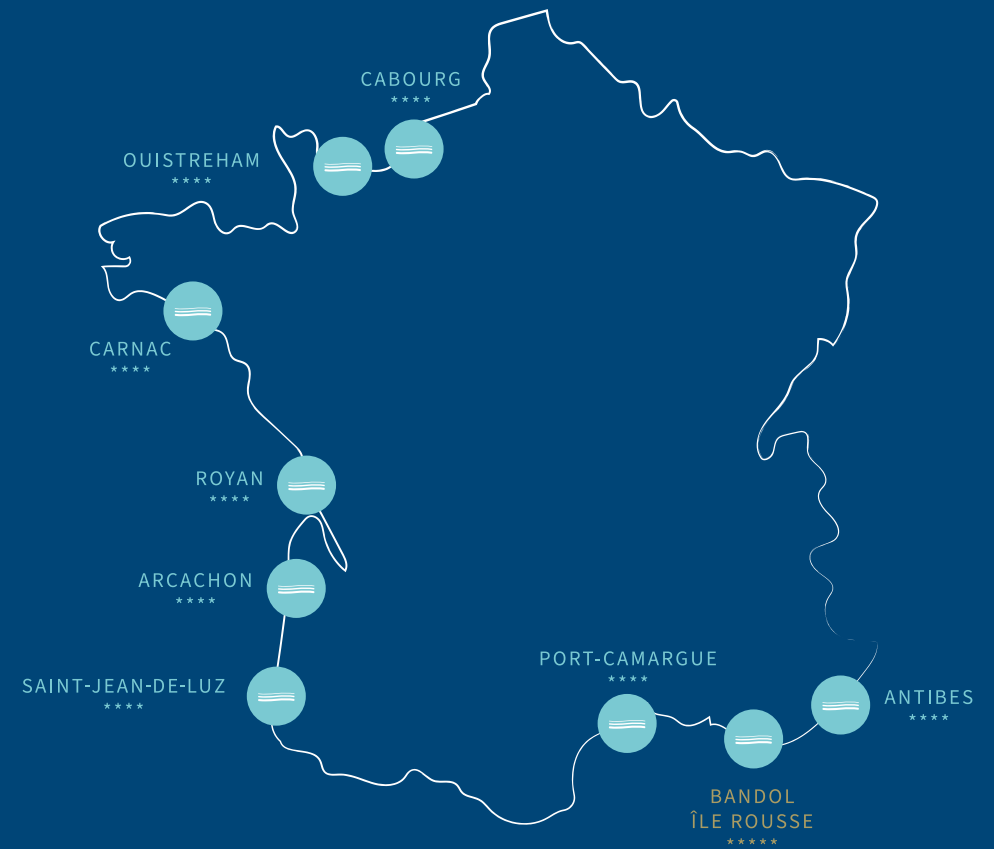 CABOURG
****
OUISTREHAM
****
CARNAC
****
ROYAN
****
ARCACHON
****
SAINT-JEAN-DE-LUZ
****
PORT-CAMARGUE
****
ANTIBES
****
BANDOL
ÎLE ROUSSE
*****